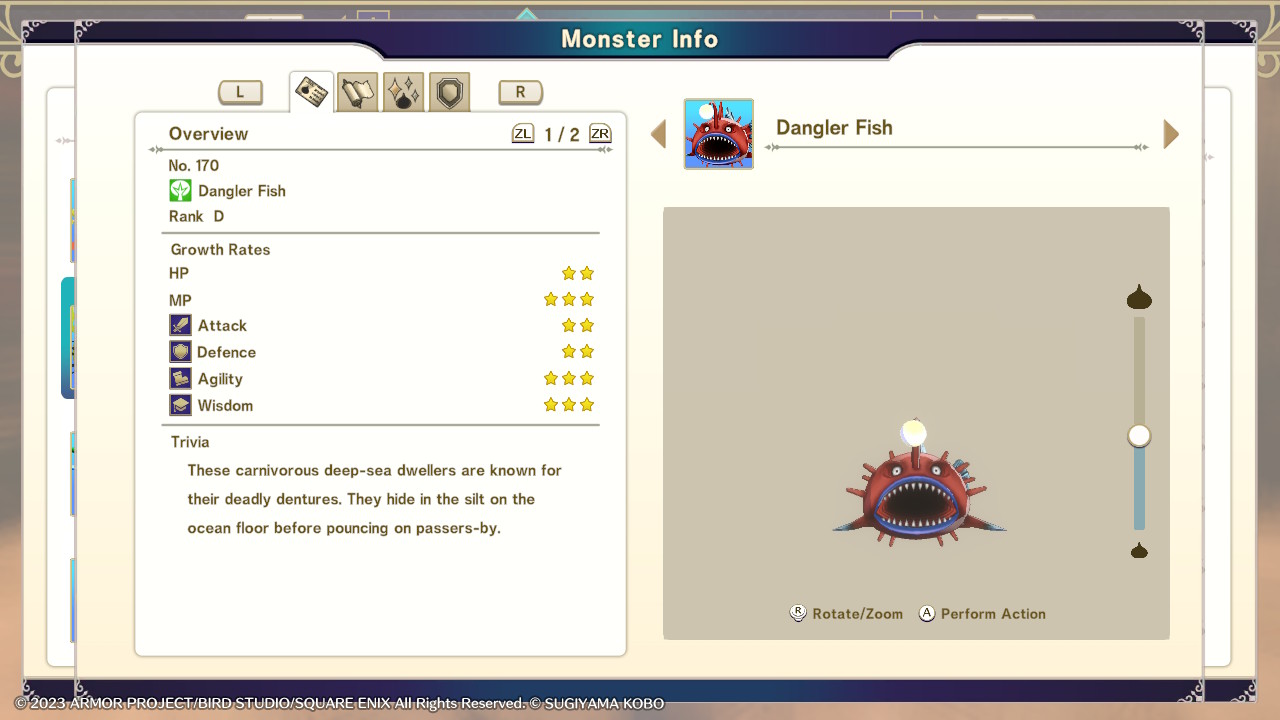 Monster Info
L
R
Overview
ZL 1 / 2 ZR
No. 170
Dangler Fish
Rank D
Growth Rates
HP
MP
Attack
Defence
Agility
Wisdom
Trivia
These carnivorous deep-sea dwellers are known for
their deadly dentures. They hide in the silt on the
ocean floor before pouncing on passers-by.
Dangler Fish
R Rotate/Zoom A Perform Action
© 2023 ARMOR PROJECT/BIRD STUDIO/SQUARE ENIX All Rights Reserved. © SUGIYAMA KOBO